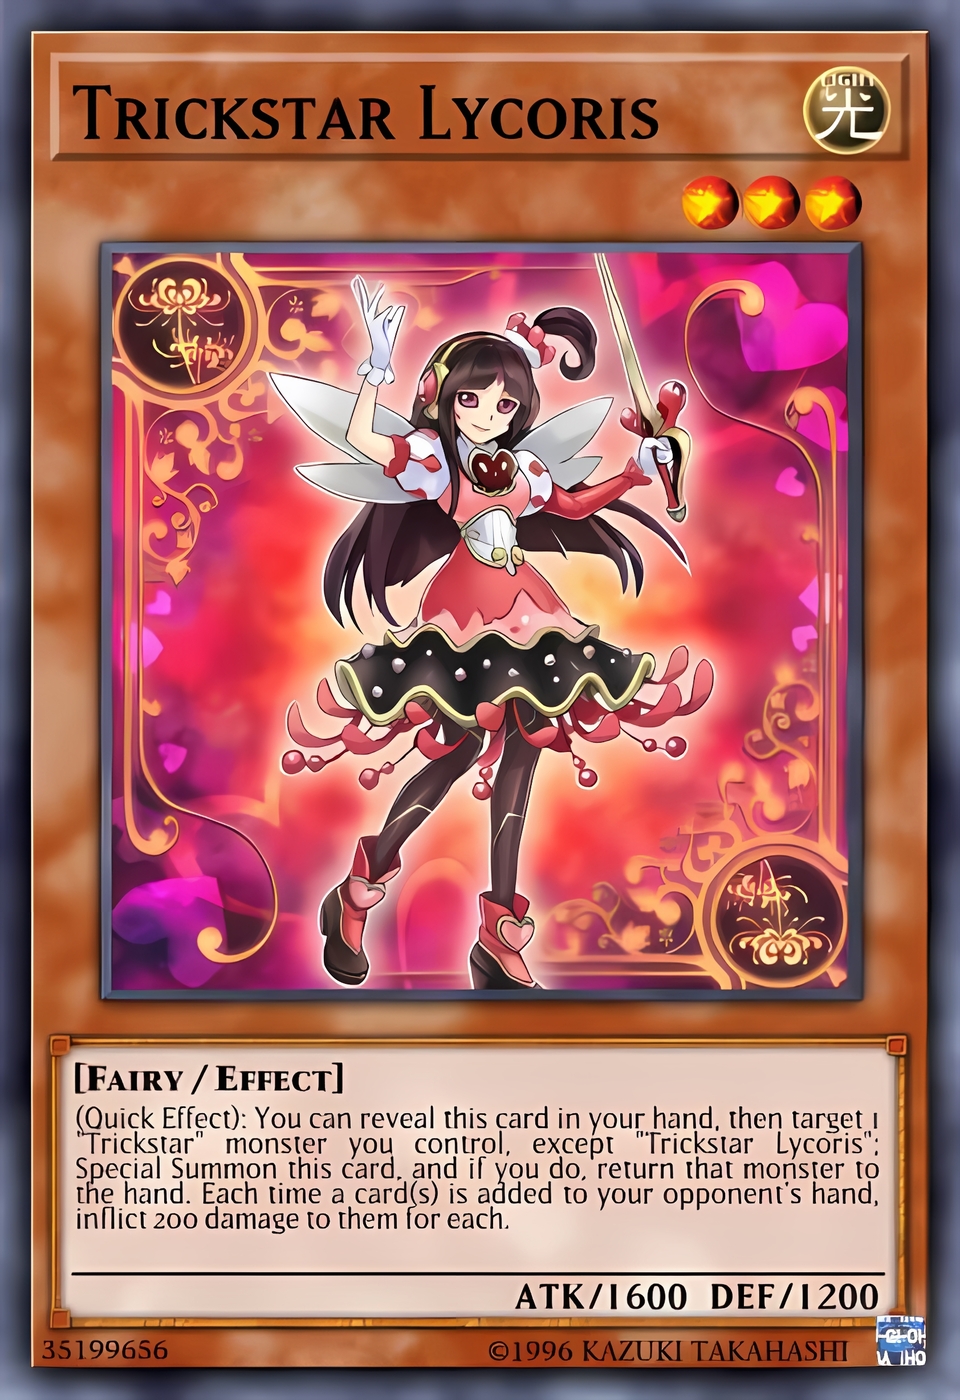 TRICKSTAR LYCORIS
光
[FAIRY / EFFECT]
(Quick Effect): You can reveal this card in your hand, then target 1
"Trickstar" monster you control, except "Trickstar Lycoris";
Special Summon this card, and if you do, return that monster to
the hand. Each time a card(s) is added to your opponent's hand,
inflict 200 damage to them for each.
ATK/1600 DEF/1200
35199656
©1996 KAZUKI TAKAHASHI